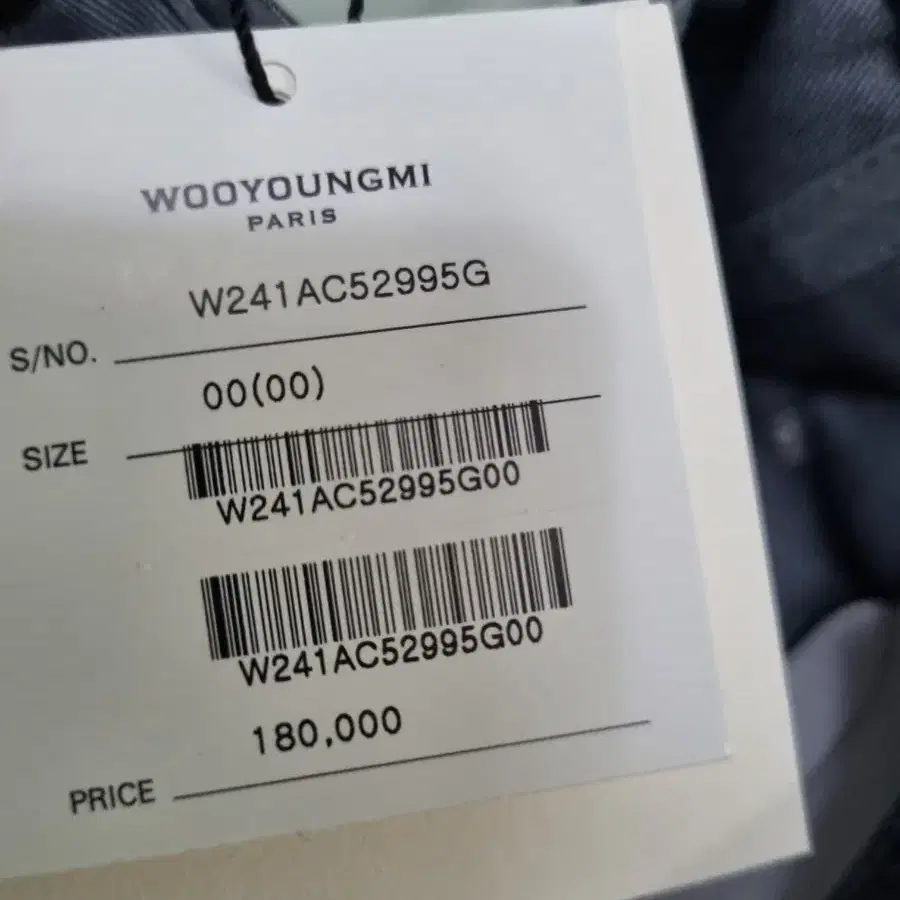 WOOYOUNGMI
PARIS
W241AC52995G
S/NO.
00(00)
SIZE
W241AC52995G00
W241AC52995G00
180,000
PRICE